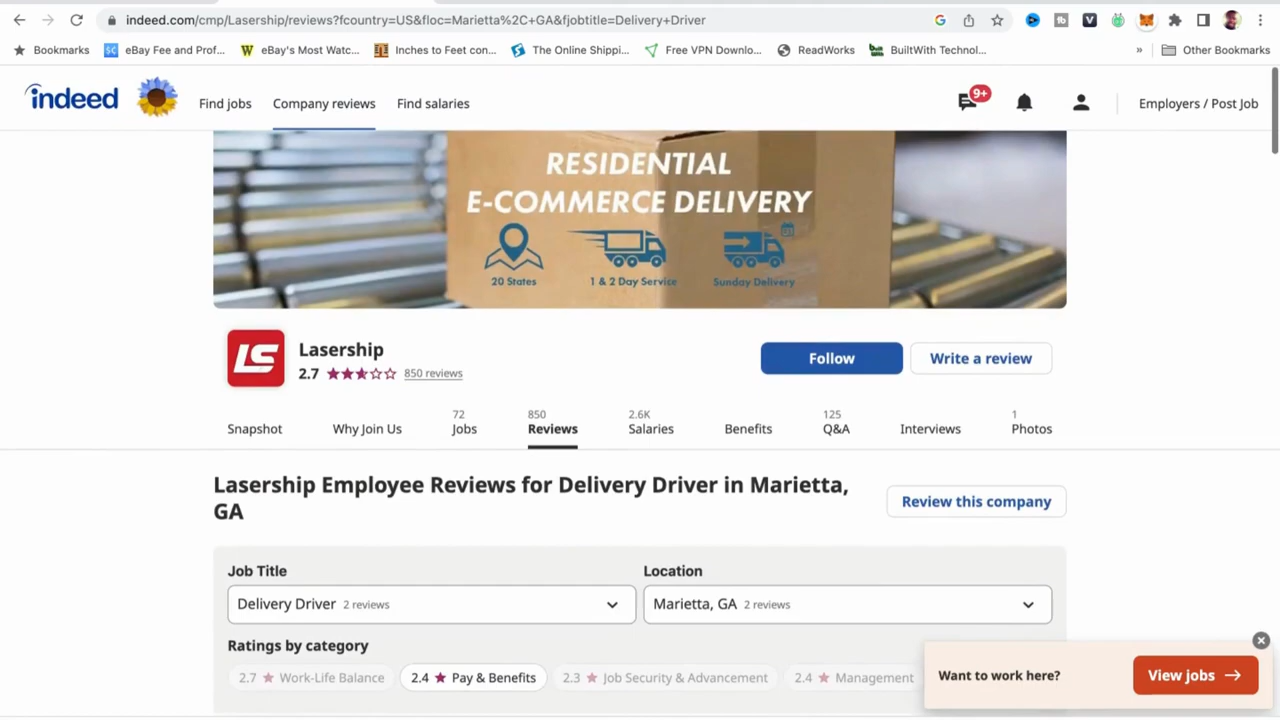 indeed.com/cmp/Lasership/reviews?fcountry=US&floc=Marietta%2C+GA&fjobtitle=Delivery+Driver
Bookmarks eBay Fee and Prof... eBay's Most Watc... Inches to Feet con... The Online Shippi... Free VPN Downlo... ReadWorks BuiltWith Technol... » Other Bookmarks
indeed Find jobs Company reviews Find salaries 9+ Employers / Post Job
RESIDENTIAL
E-COMMERCE DELIVERY
20 States 1 & 2 Day Service Sunday Delivery
LS
Lasership
2.7 850 reviews
Follow Write a review
72 850 2.6K 125 1
Snapshot Why Join Us Jobs Reviews Salaries Benefits Q&A Interviews Photos
Lasership Employee Reviews for Delivery Driver in Marietta,
GA
Review this company
Job Title Location
Delivery Driver 2 reviews Marietta, GA 2 reviews
Ratings by category
2.7 Work-Life Balance 2.4 Pay & Benefits 2.3 Job Security & Advancement 2.4 Management
Want to work here? View jobs